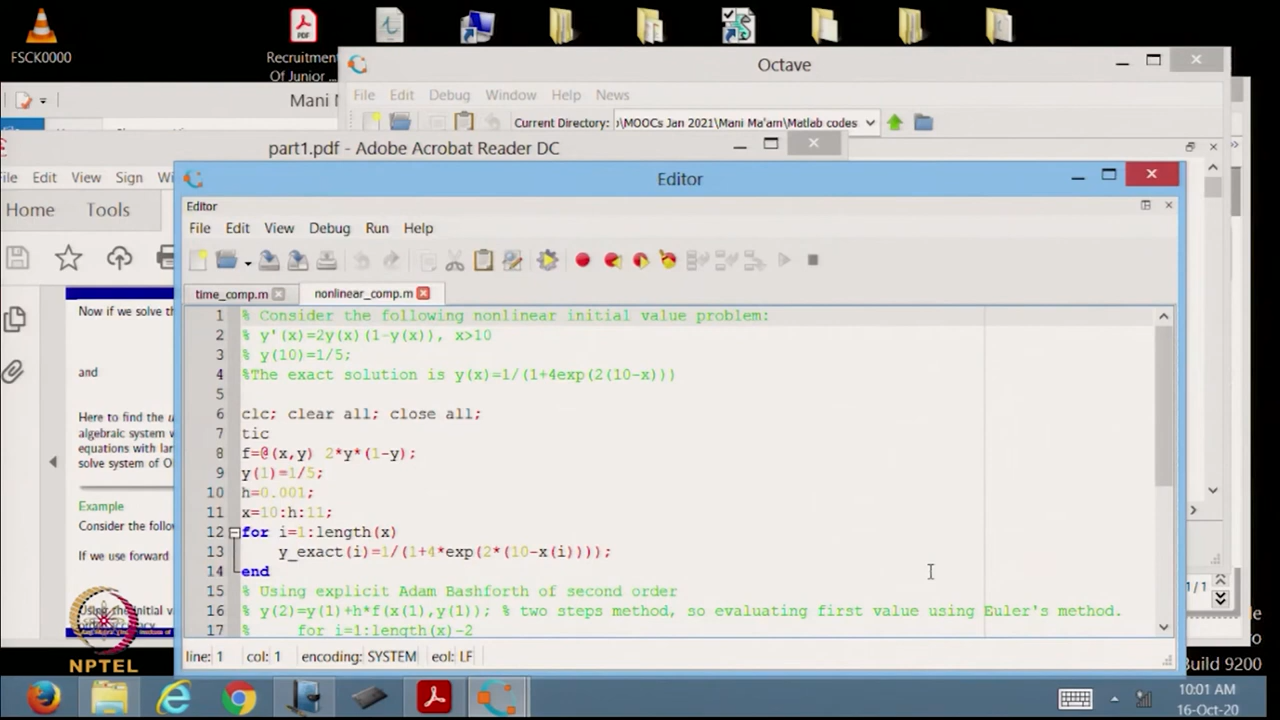 FSCK0000
Recruitment
Of Junior ...
Octave
File Edit Debug Window Help News
Mani
Current Directory: \MOOCs Jan 2021\Mani Ma'am\Matlab codes
part1.pdf - Adobe Acrobat Reader DC
File Edit View Sign
Home Tools
Editor
Editor
File Edit View Debug Run Help
time_comp.m nonlinear_comp.m
1 % Consider the following nonlinear initial value problem:
2 % y'(x)=2y(x)(1-y(x)), x>10
3 % y(10)=1/5;
4 %The exact solution is y(x)=1/(1+4exp(2(10-x)))
5
6 clc; clear all; close all;
7 tic
8 f=@(x,y) 2*y*(1-y);
9 y(1)=1/5;
10 h=0.001;
11 x=10:h:11;
12 for i=1:length(x)
13 y_exact(i)=1/(1+4*exp(2*(10-x(i))));
14 end
15 % Using explicit Adam Bashforth of second order
16 % y(2)=y(1)+h*f(x(1),y(1)); % two steps method, so evaluating first value using Euler's method.
17 % for i=1:length(x)-2
line: 1 col: 1 encoding: SYSTEM eol: LF
Now if we solve th
and
Here to find the
algebraic system
equations with lar
solve system of O
Example
Consider the follo
If we use forward
Using the initial
NPTEL
1/1
Build 9200
10:01 AM
16-Oct-20